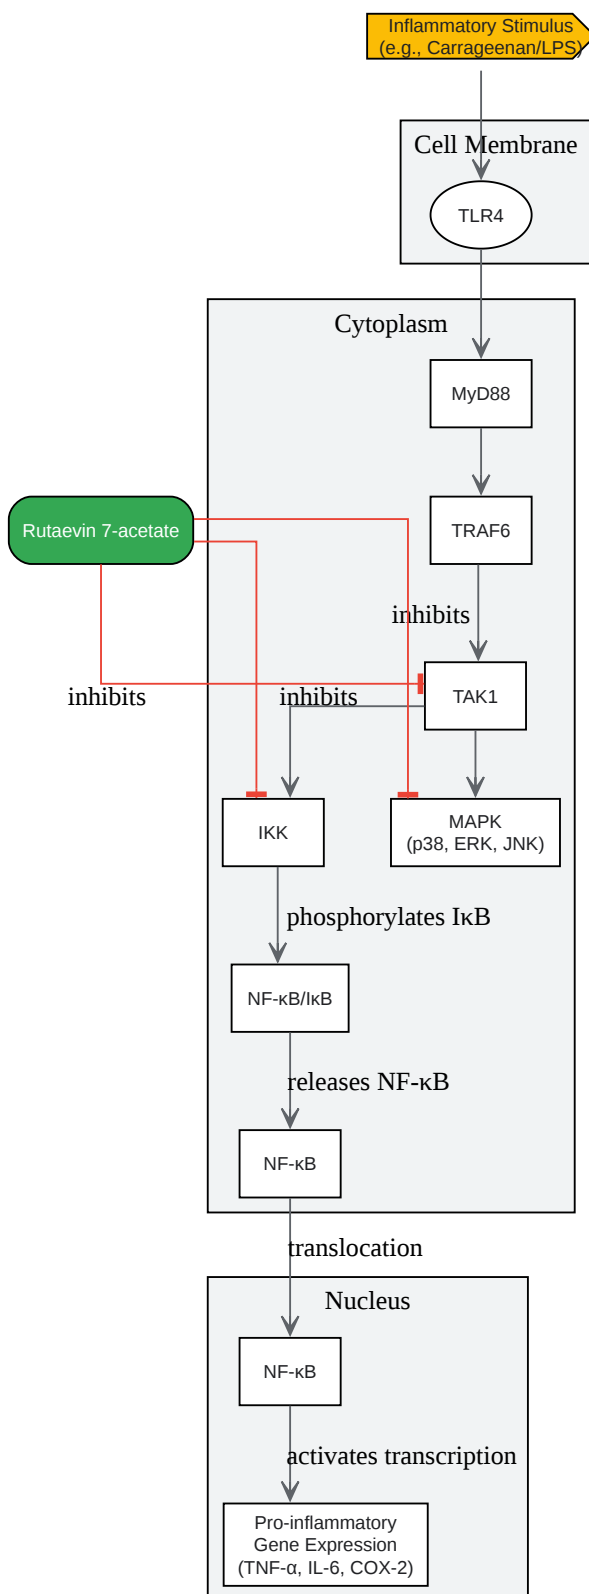 Inflammatory Stimulus
(e.g., Carrageenan/LPS)
Cell Membrane
TLR4
Cytoplasm
MyD88
Rutaevin 7-acetate
TRAF6
inhibits
inhibits
inhibits
TAK1
IKK
MAPK
(p38, ERK, JNK)
phosphorylates IκB
NF-κB/IκB
releases NF-κB
NF-κB
translocation
Nucleus
NF-κB
activates transcription
Pro-inflammatory
Gene Expression
(TNF-α, IL-6, COX-2)